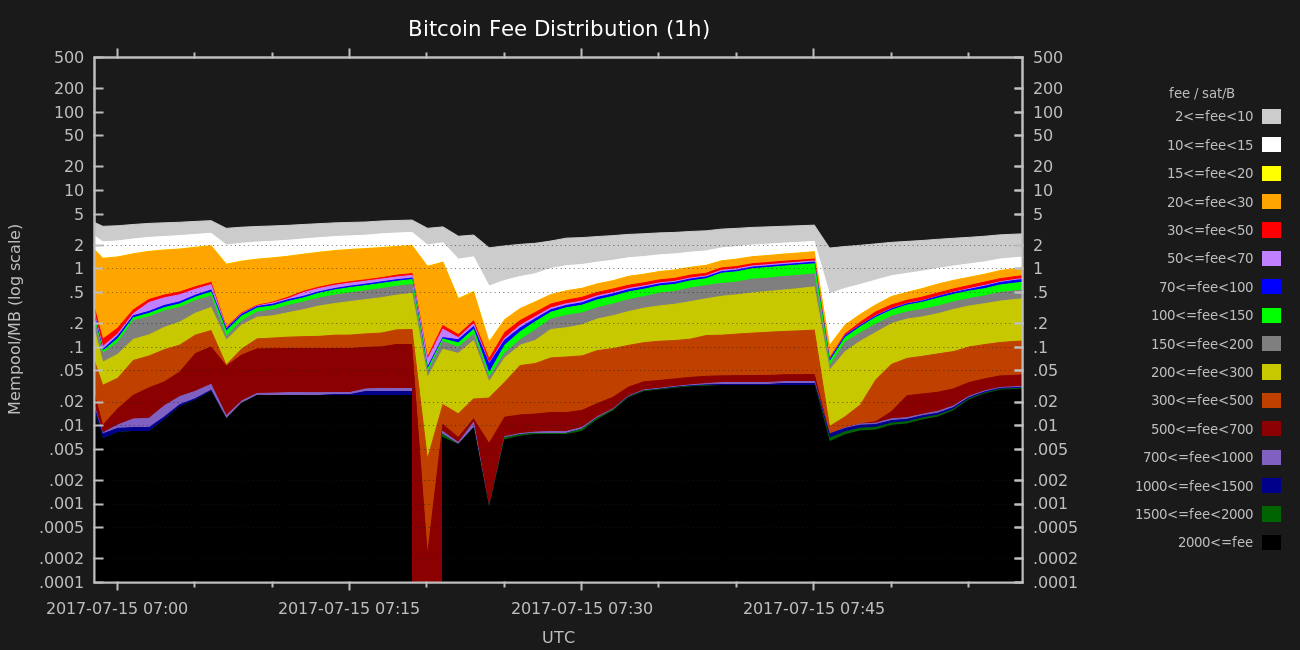 Bitcoin Fee Distribution (1h)
500
200
100
50
20
10
5
2
1
.5
.2
.1
.05
.02
.01
.005
.002
.001
.0005
.0002
.0001
Mempool/MB (log scale)
500
200
100
50
20
10
5
2
1
.5
.2
.1
.05
.02
.01
.005
.002
.001
.0005
.0002
.0001
2017-07-15 07:00 2017-07-15 07:15 2017-07-15 07:30 2017-07-15 07:45
UTC
fee / sat/B
2<=fee<10
10<=fee<15
15<=fee<20
20<=fee<30
30<=fee<50
50<=fee<70
70<=fee<100
100<=fee<150
150<=fee<200
200<=fee<300
300<=fee<500
500<=fee<700
700<=fee<1000
1000<=fee<1500
1500<=fee<2000
2000<=fee